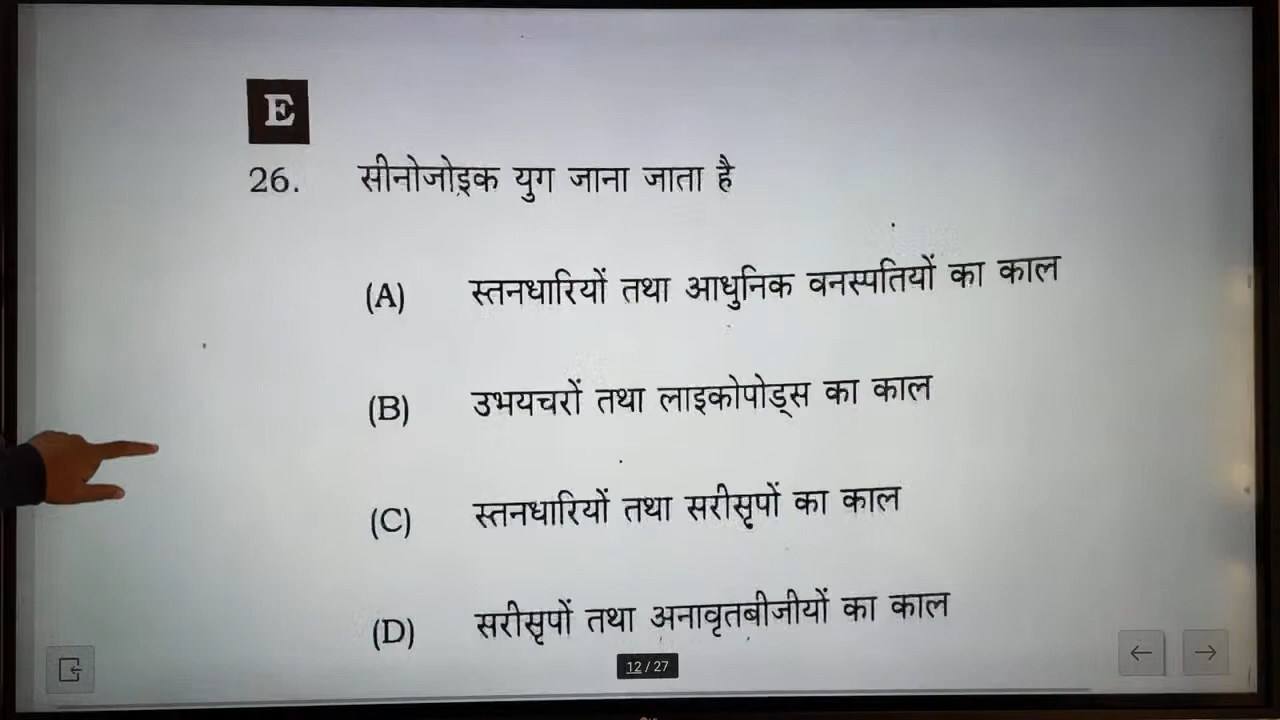 E
26. सीनोजोइक युग जाना जाता है
(A) स्तनधारियों तथा आधुनिक वनस्पतियों का काल
(B) उभयचरों तथा लाइकोपोड्स का काल
(C) स्तनधारियों तथा सरीसृपों का काल
(D) सरीसृपों तथा अनावृतबीजीयों का काल
12 / 27